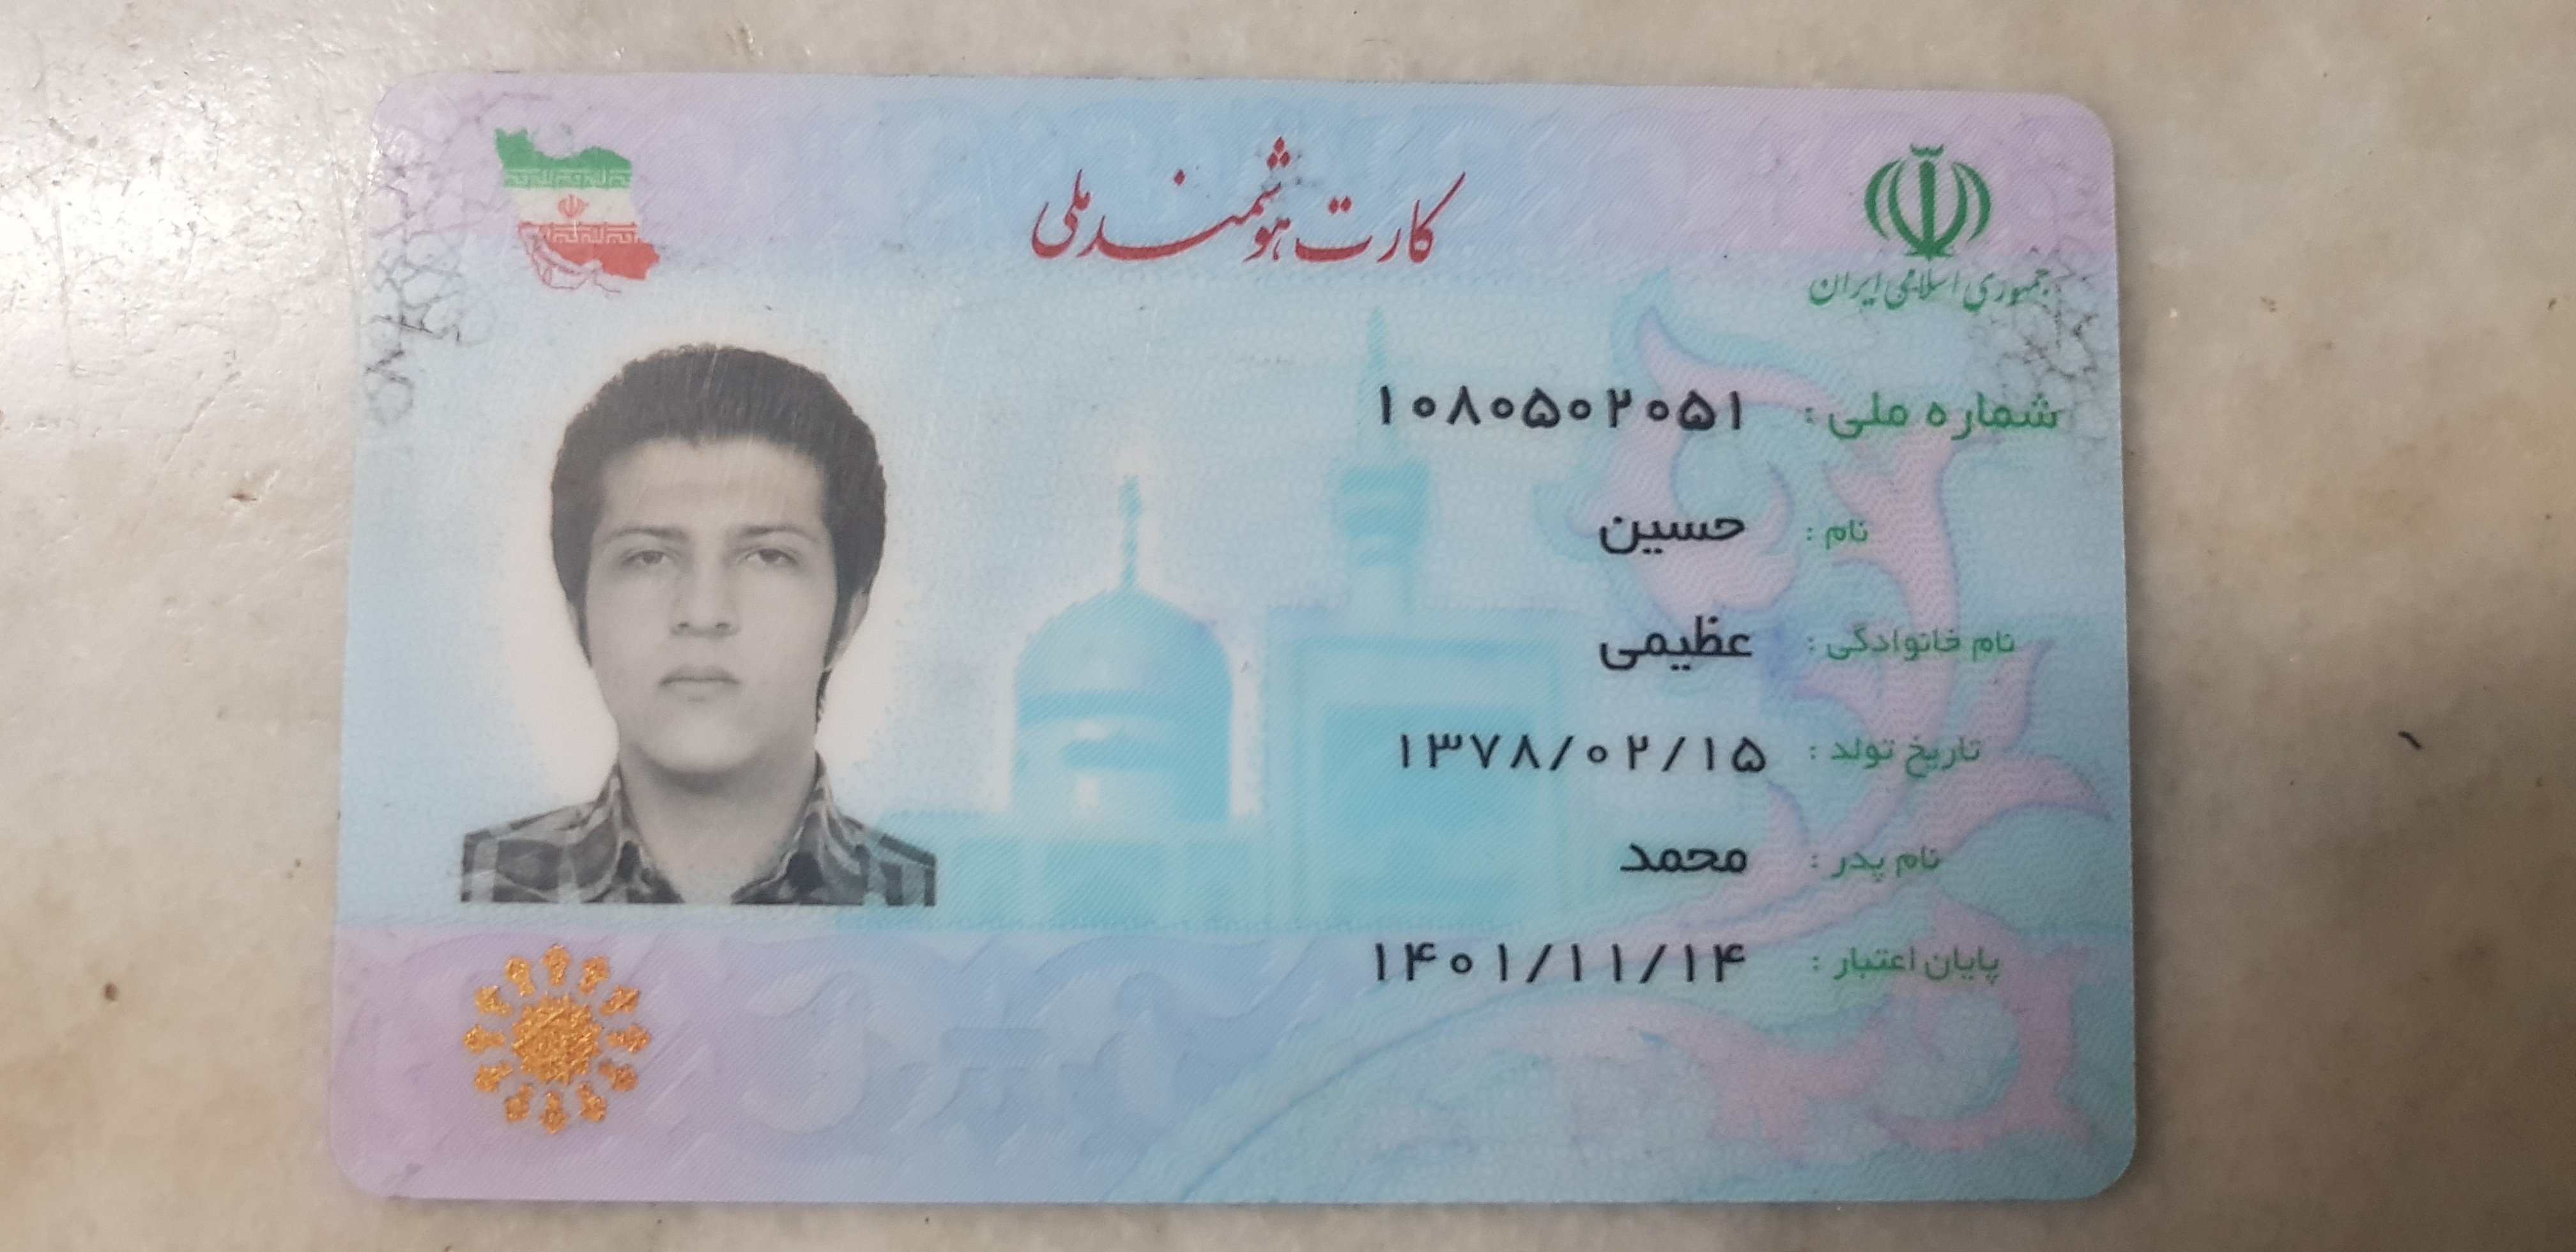 جمهوری اسلامی ایران
کارت هوشمند ملی
شماره ملی: ۱۰۸۰۵۰۲۰۵۱
نام: حسین
نام خانوادگی: عظیمی
تاریخ تولد: ۱۳۷۸/۰۲/۱۵
نام پدر: محمد
پایان اعتبار: ۱۴۰۱/۱۱/۱۴